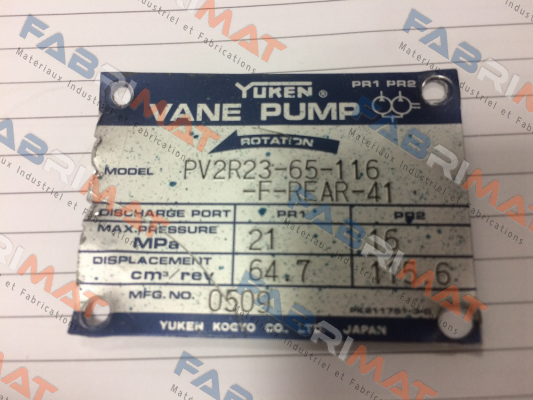 YUKEN®
PR1 PR2
VANE PUMP
ROTATION
MODEL PV2R23-65-116
-F-REAR-41
DISCHARGE PORT PR1 PR2
MAX.PRESSURE
MPa 21 16
DISPLACEMENT
cm³/rev 64.7 115.6
MFG. NO. 0509
YUKEN KOGYO CO., LTD. JAPAN
FABRIMAT
Matériaux Industriel et Fabrications